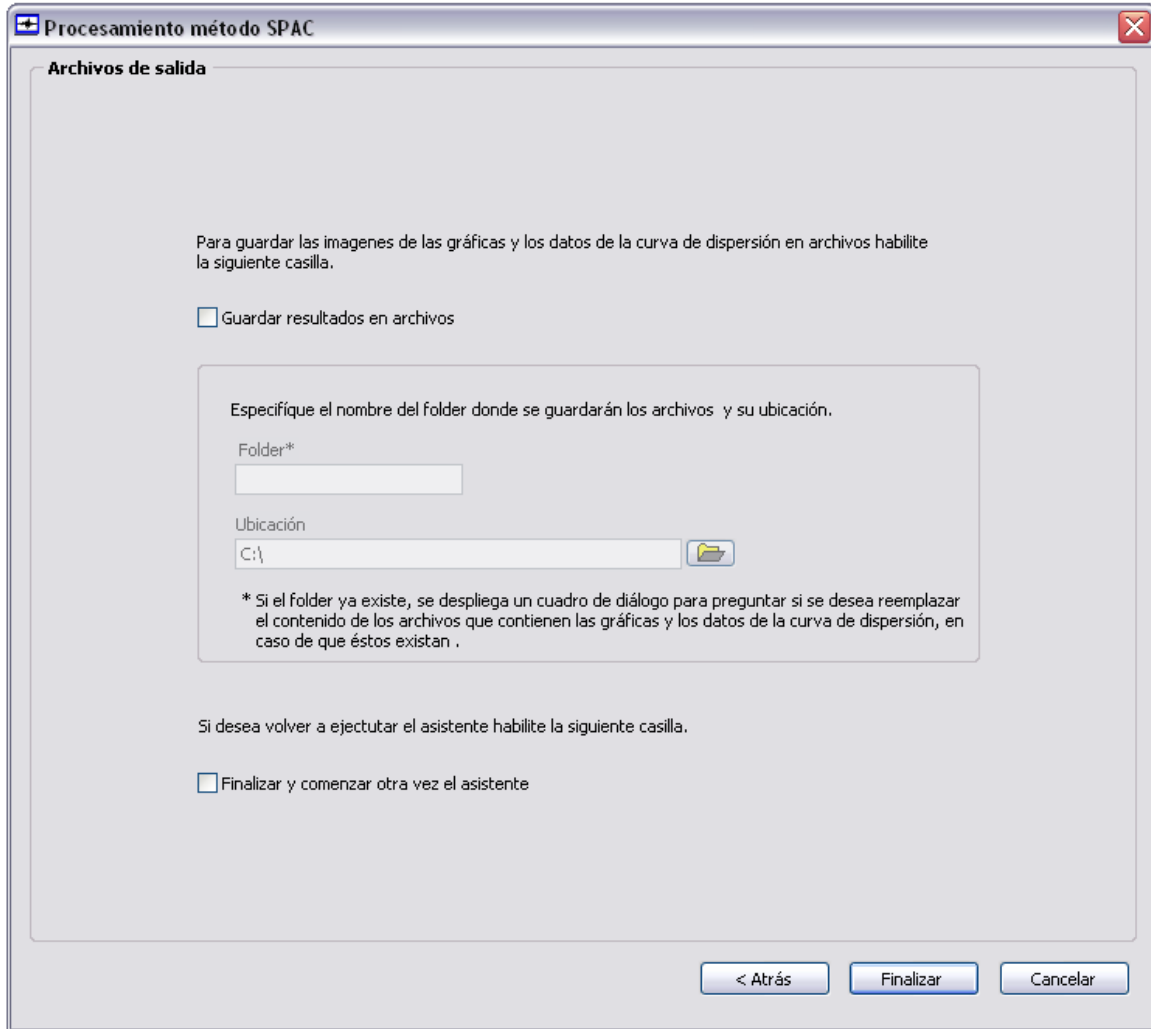 Procesamiento método SPAC
Archivos de salida
Para guardar las imagenes de las gráficas y los datos de la curva de dispersión en archivos habilite
la siguiente casilla.
Guardar resultados en archivos
Especifíque el nombre del folder donde se guardarán los archivos y su ubicación.
Folder*
Ubicación
C:\
* Si el folder ya existe, se despliega un cuadro de diálogo para preguntar si se desea reemplazar
el contenido de los archivos que contienen las gráficas y los datos de la curva de dispersión, en
caso de que éstos existan .
Si desea volver a ejectutar el asistente habilite la siguiente casilla.
Finalizar y comenzar otra vez el asistente
< Atrás
Finalizar
Cancelar